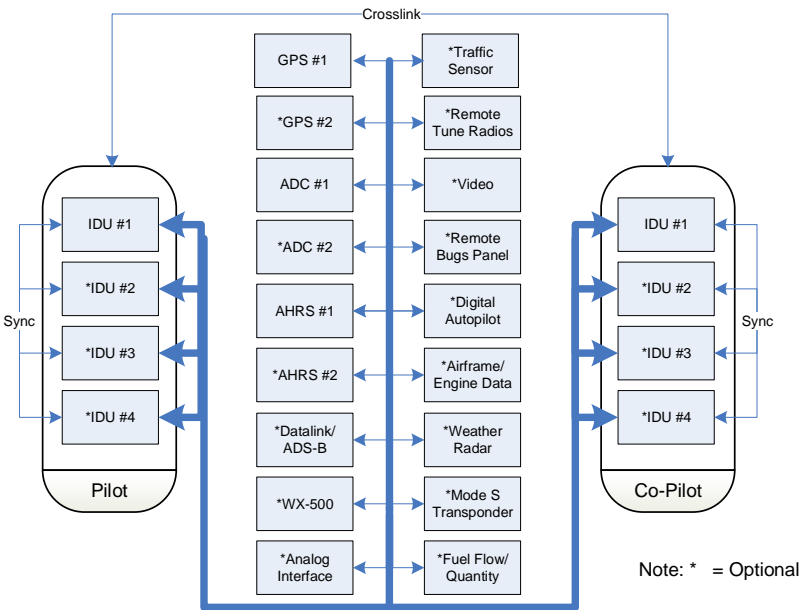 Crosslink
GPS #1
*Traffic
Sensor
*GPS #2
*Remote
Tune Radios
ADC #1
*Video
*ADC #2
*Remote
Bugs Panel
AHRS #1
*Digital
Autopilot
*AHRS #2
*Airframe/
Engine Data
*Datalink/
ADS-B
*Weather
Radar
*WX-500
*Mode S
Transponder
*Analog
Interface
*Fuel Flow/
Quantity
IDU #1
*IDU #2
*IDU #3
*IDU #4
Sync
Pilot
IDU #1
*IDU #2
*IDU #3
*IDU #4
Sync
Co-Pilot
Note: * = Optional